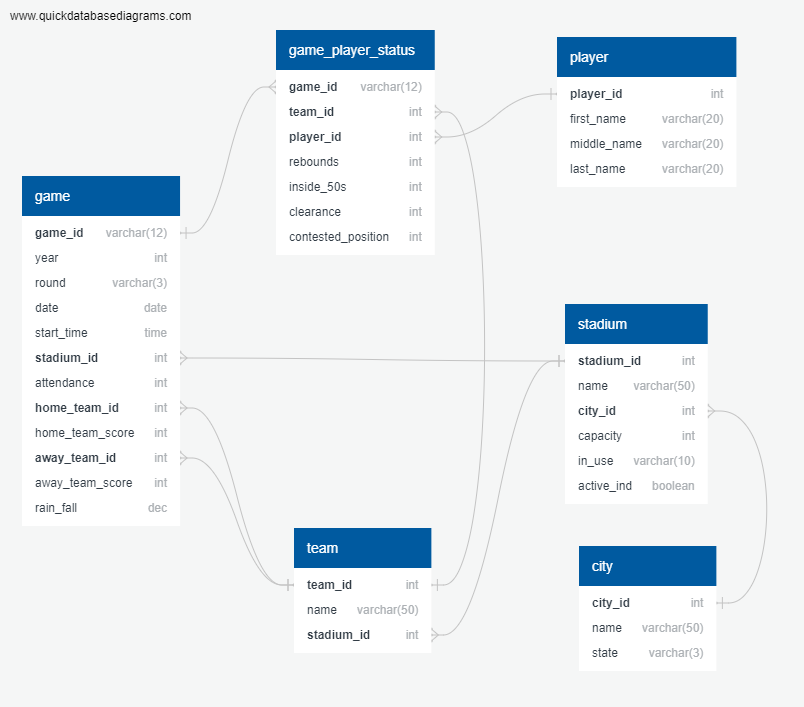 www.quickdatabasediagrams.com
game_player_status
game_id varchar(12)
team_id int
player_id int
rebounds int
inside_50s int
clearance int
contested_position int
player
player_id int
first_name varchar(20)
middle_name varchar(20)
last_name varchar(20)
game
game_id varchar(12)
year int
round varchar(3)
date date
start_time time
stadium_id int
attendance int
home_team_id int
home_team_score int
away_team_id int
away_team_score int
rain_fall dec
stadium
stadium_id int
name varchar(50)
city_id int
capacity int
in_use varchar(10)
active_ind boolean
team
team_id int
name varchar(50)
stadium_id int
city
city_id int
name varchar(50)
state varchar(3)